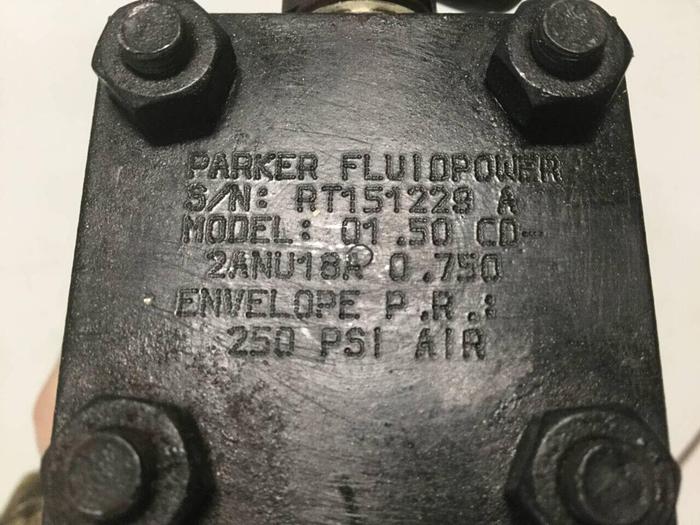 PARKER FLUIDPOWER
S/N: RT151228 A
MODEL: 01.50 CD-
2ANU18A 0.750
ENVELOPE P.R.:
250 PSI AIR